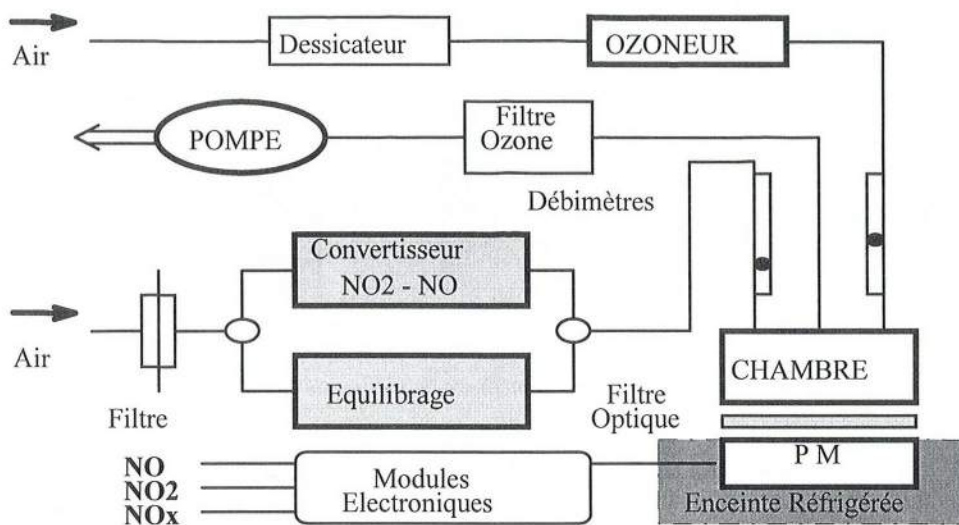 Air
Dessicateur
OZONEUR
POMPE
Filtre
Ozone
Débimètres
Convertisseur
NO2 - NO
Air
Filtre
Equilibrage
Filtre
Optique
CHAMBRE
P M
Enceinte Réfrigérée
NO
NO2
NOx
Modules
Electroniques